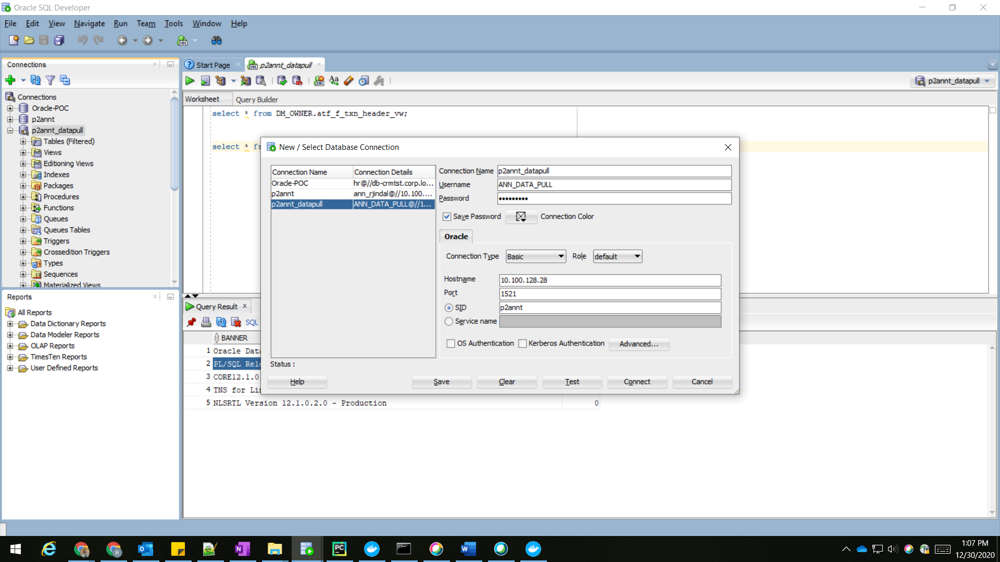 Oracle SQL Developer
File Edit View Navigate Run Team Tools Window Help
Connections
Start Page
p2annt_datapull
p2annt_datapull
Worksheet
Query Builder
Connections
Oracle-POC
p2annt
p2annt_datapull
Tables (Filtered)
Views
Editioning Views
Indexes
Packages
Procedures
Functions
Queues
Queues Tables
Triggers
Crossedition Triggers
Types
Sequences
Materialized Views
select * from DM_OWNER.atf_f_txn_header_vw;
select * fr
New / Select Database Connection
Connection Name Connection Details
Oracle-POC hr@//db-crmtst.corp.lo...
p2annt ann_rjindal@//10.100....
p2annt_datapull ANN_DATA_PULL@//1...
Connection Name p2annt_datapull
Username ANN_DATA_PULL
Password •••••••••
Save Password Connection Color
Oracle
Connection Type Basic Role default
Hostname 10.100.128.28
Port 1521
SID p2annt
Service name
OS Authentication Kerberos Authentication Advanced...
Status :
Help Save Clear Test Connect Cancel
Reports
All Reports
Data Dictionary Reports
Data Modeler Reports
OLAP Reports
TimesTen Reports
User Defined Reports
Query Result
SQL
BANNER
1 Oracle Data
2 PL/SQL Rele
3 CORE12.1.0
4 TNS for Lin
5 NLSRTL Version 12.1.0.2.0 - Production 0
1:07 PM
12/30/2020